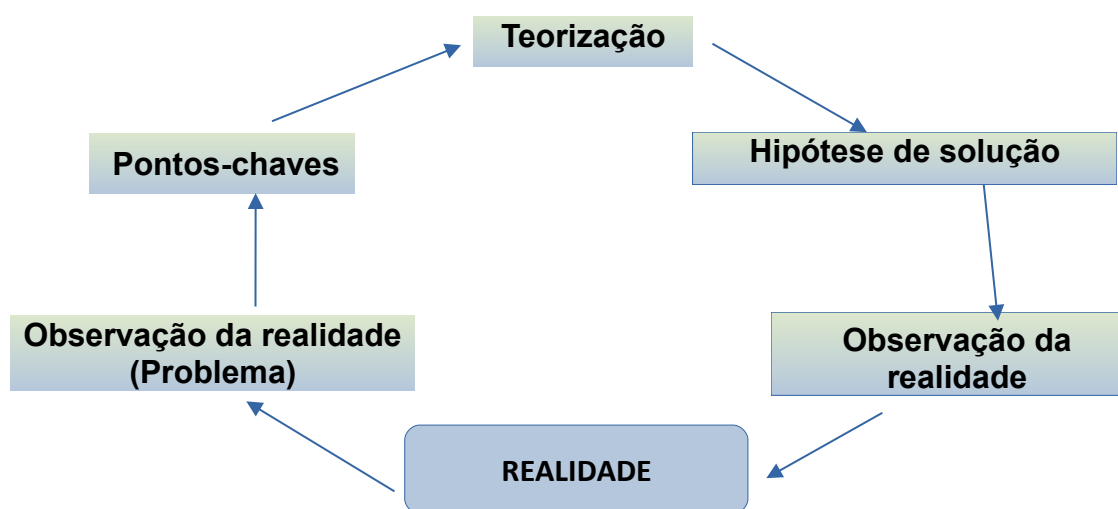 Teorização
Hipótese de solução
Pontos-chaves
Observação da realidade
(Problema)
Observação da
realidade
REALIDADE